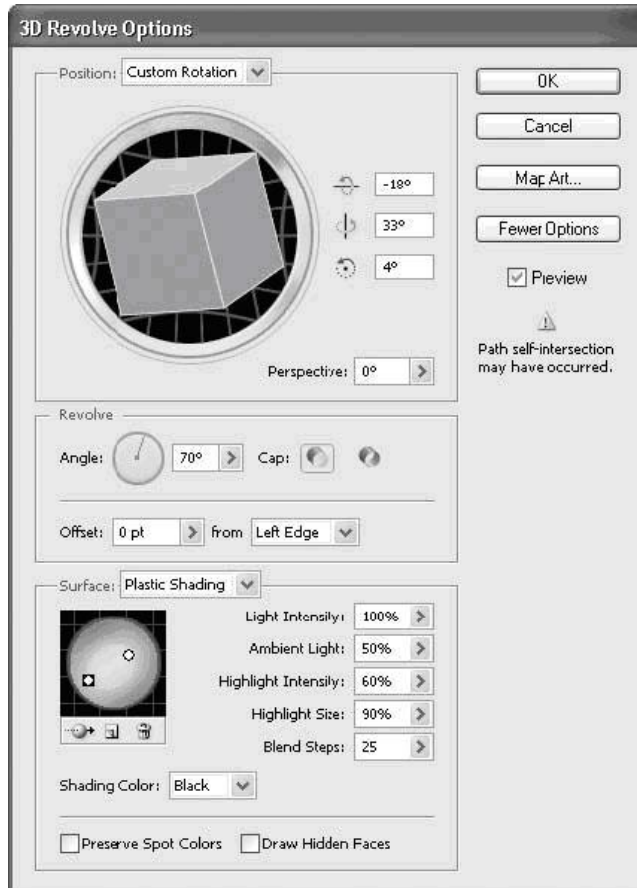 3D Revolve Options
Position: Custom Rotation
-18°
33°
4°
Perspective: 0°
OK
Cancel
Map Art...
Fewer Options
Preview
Path self-intersection
may have occurred.
Revolve
Angle: 70° Cap:
Offset: 0 pt from Left Edge
Surface: Plastic Shading
Light Intensity: 100%
Ambient Light: 50%
Highlight Intensity: 60%
Highlight Size: 90%
Blend Steps: 25
Shading Color: Black
Preserve Spot Colors Draw Hidden Faces